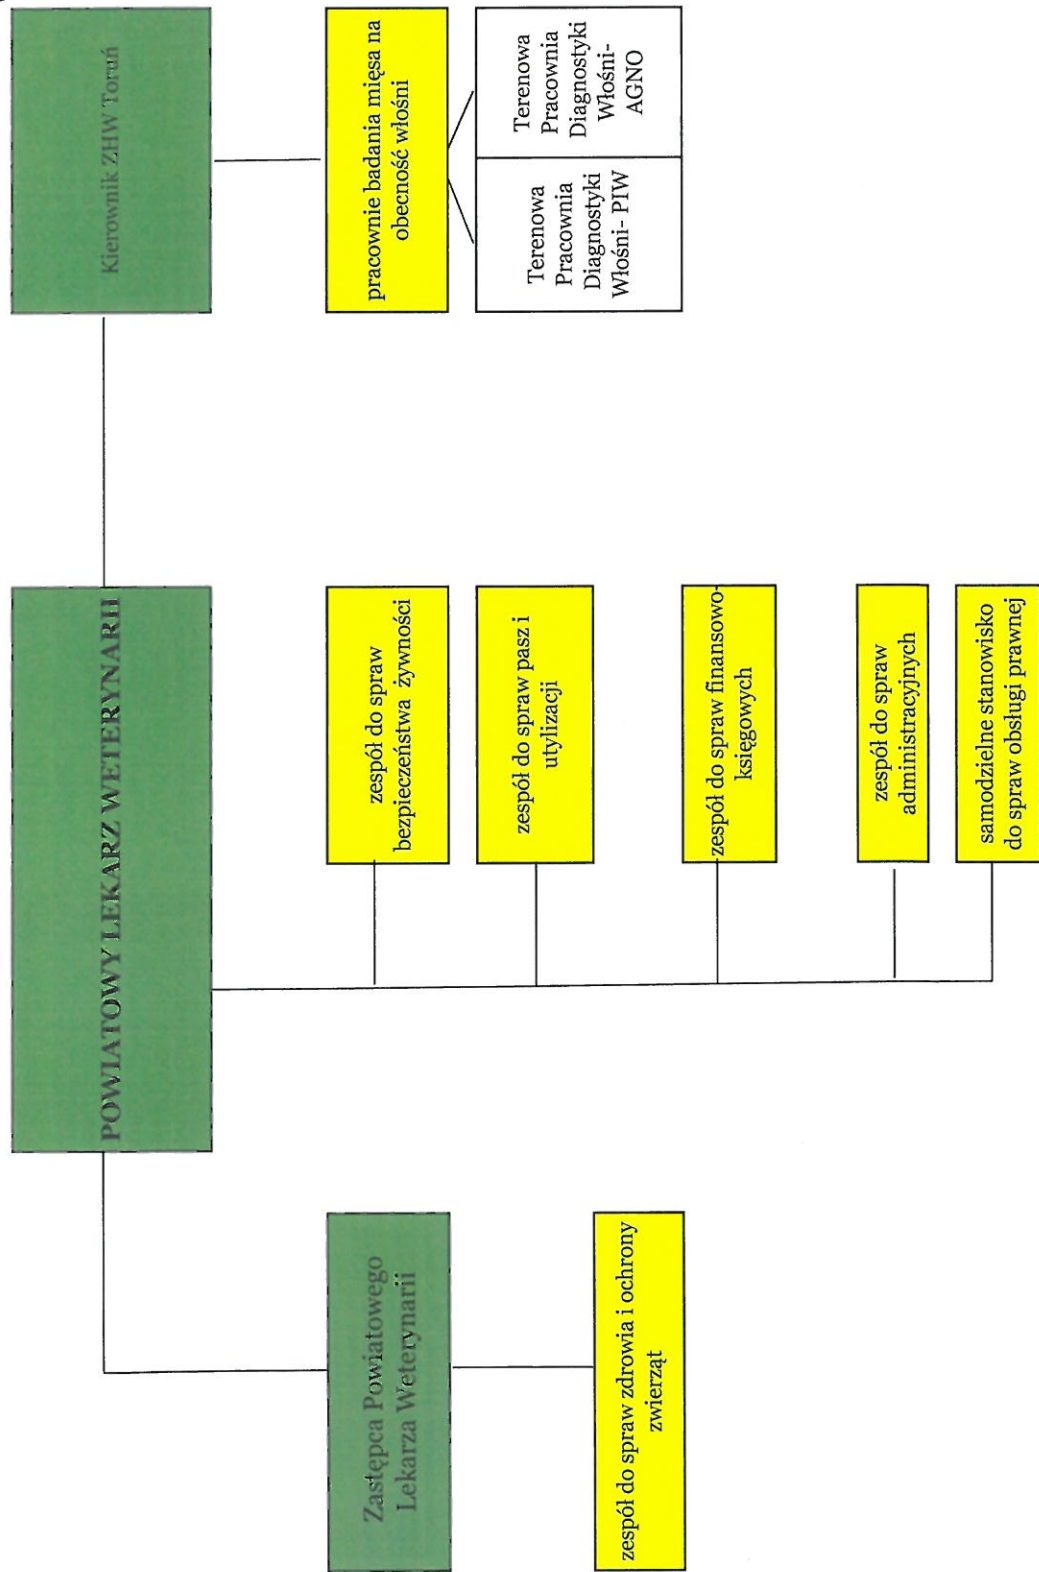 POWIATOWY LEKARZ WETERYNARII
Kierownik ZHW Toruń
Zastępca Powiatowego
Lekarza Weterynarii
zespół do spraw zdrowia i ochrony
zwierząt
zespół do spraw
bezpieczeństwa żywności
zespół do spraw pasz i
utylizacji
zespół do spraw finansowo-
księgowych
zespół do spraw
administracyjnych
samodzielne stanowisko
do spraw obsługi prawnej
pracownie badania mięsa na
obecność włośni
Terenowa
Pracownia
Diagnostyki
Włośni- PIW
Terenowa
Pracownia
Diagnostyki
Włośni-
AGNO